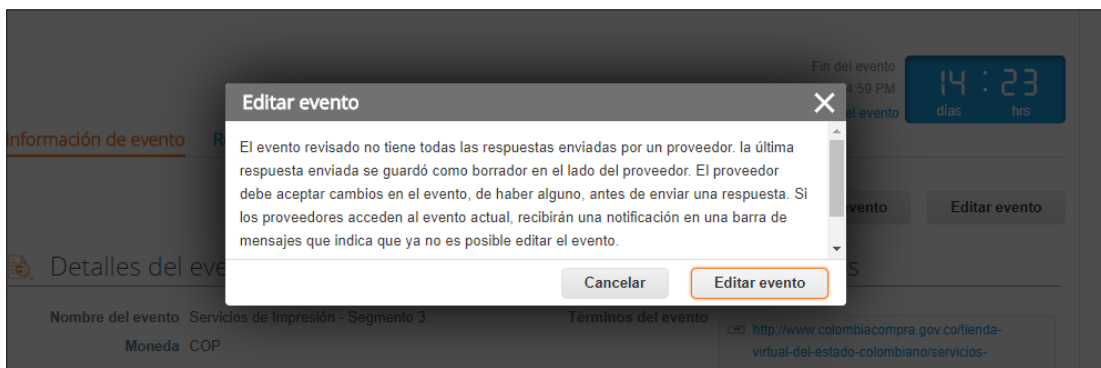 Fin del evento
4:59 PM
el evento
14 : 23
días hrs
Editar evento
Información de evento R
El evento revisado no tiene todas las respuestas enviadas por un proveedor. la última
respuesta enviada se guardó como borrador en el lado del proveedor. El proveedor
debe aceptar cambios en el evento, de haber alguno, antes de enviar una respuesta. Si
los proveedores acceden al evento actual, recibirán una notificación en una barra de
mensajes que indica que ya no es posible editar el evento.
evento Editar evento
Cancelar Editar evento
Detalles del eve s
Nombre del evento Servicios de Impresión - Segmento 3
Moneda COP
Términos del evento
http://www.colombiacompra.gov.co/tienda-
virtual-del-estado-colombiano/servicios-